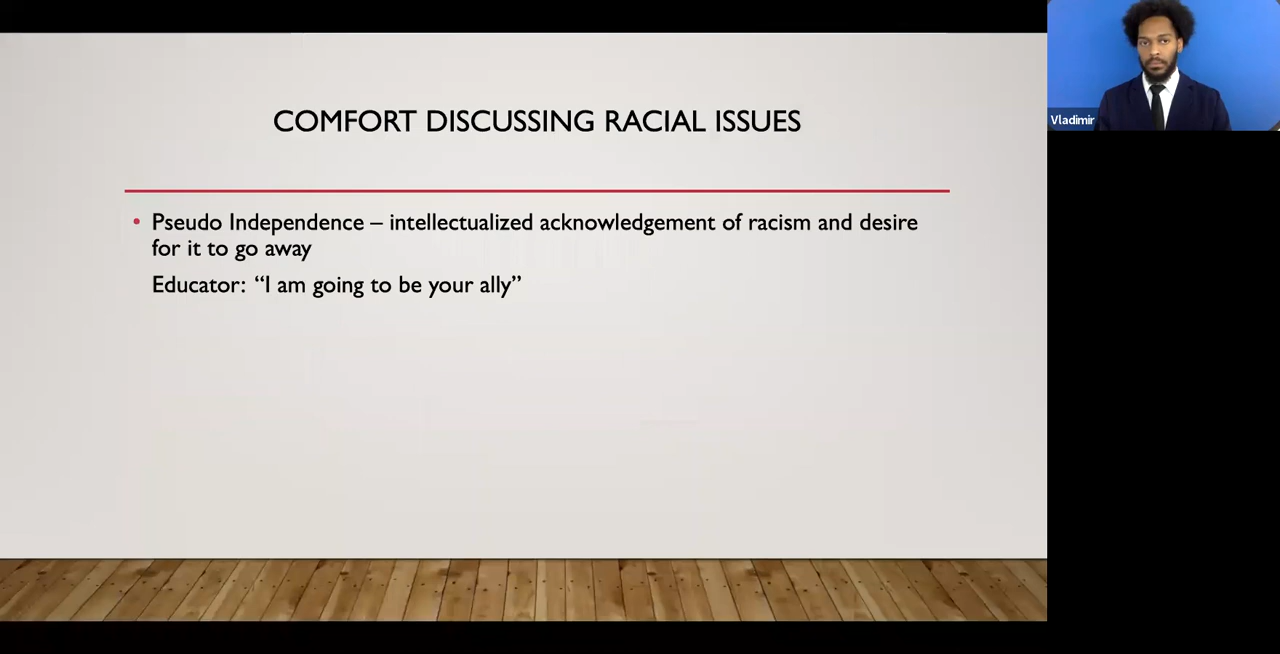 COMFORT DISCUSSING RACIAL ISSUES
• Pseudo Independence – intellectualized acknowledgement of racism and desire
for it to go away
Educator: “I am going to be your ally”
Vladimir